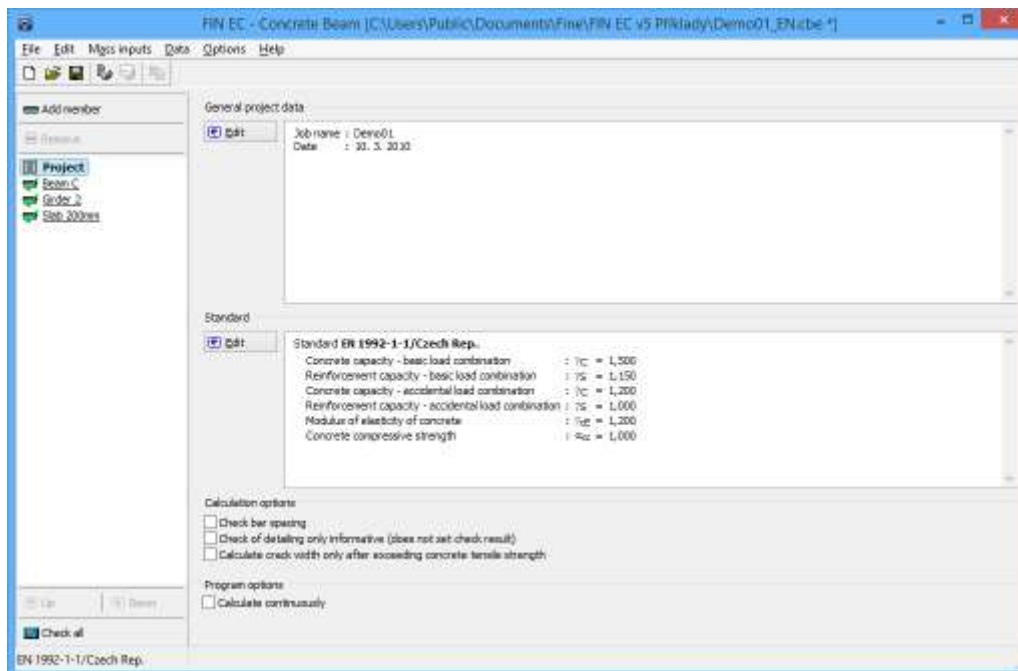 FIN EC - Concrete Beam [C:\Users\Public\Documents\Fine\FIN EC v5 Příklady\Demo01_EN.cbe *]
File Edit Mass inputs Data Options Help
Add member
Remove
Project
Beam C
Girder 2
Slab 200mm
General project data
Edit
Job name : Demo01
Date : 10. 3. 2010
Standard
Edit
Standard EN 1992-1-1/Czech Rep.
Concrete capacity - basic load combination : γC = 1,500
Reinforcement capacity - basic load combination : γS = 1,150
Concrete capacity - accidental load combination : γC = 1,200
Reinforcement capacity - accidental load combination : γS = 1,000
Modulus of elasticity of concrete : γcE = 1,200
Concrete compressive strength : αcc = 1,000
Calculation options
Check bar spacing
Check of detailing only informative (does not set check result)
Calculate crack width only after exceeding concrete tensile strength
Program options
Calculate continuously
Up Down
Check all
EN 1992-1-1/Czech Rep.